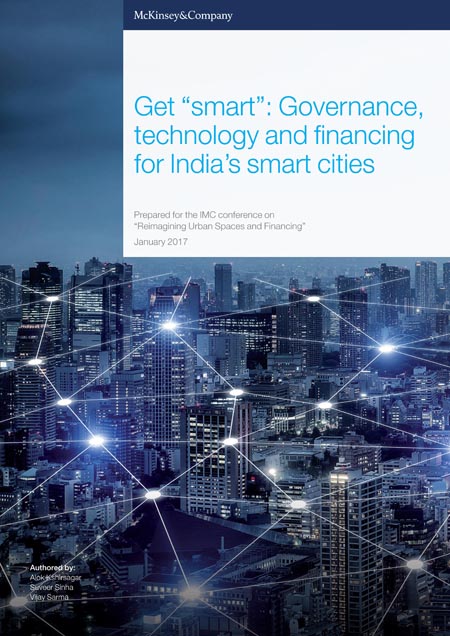 McKinsey&Company
Get “smart”: Governance,
technology and financing
for India’s smart cities
Prepared for the IMC conference on
“Reimagining Urban Spaces and Financing”
January 2017
Authored by:
Alok Kshirsagar
Suveer Sinha
Vijay Sarma